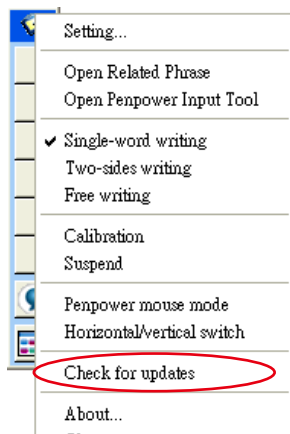 Setting...
Open Related Phrase
Open Penpower Input Tool
Single-word writing
Two-sides writing
Free writing
Calibration
Suspend
Penpower mouse mode
Horizontal/vertical switch
Check for updates
About...